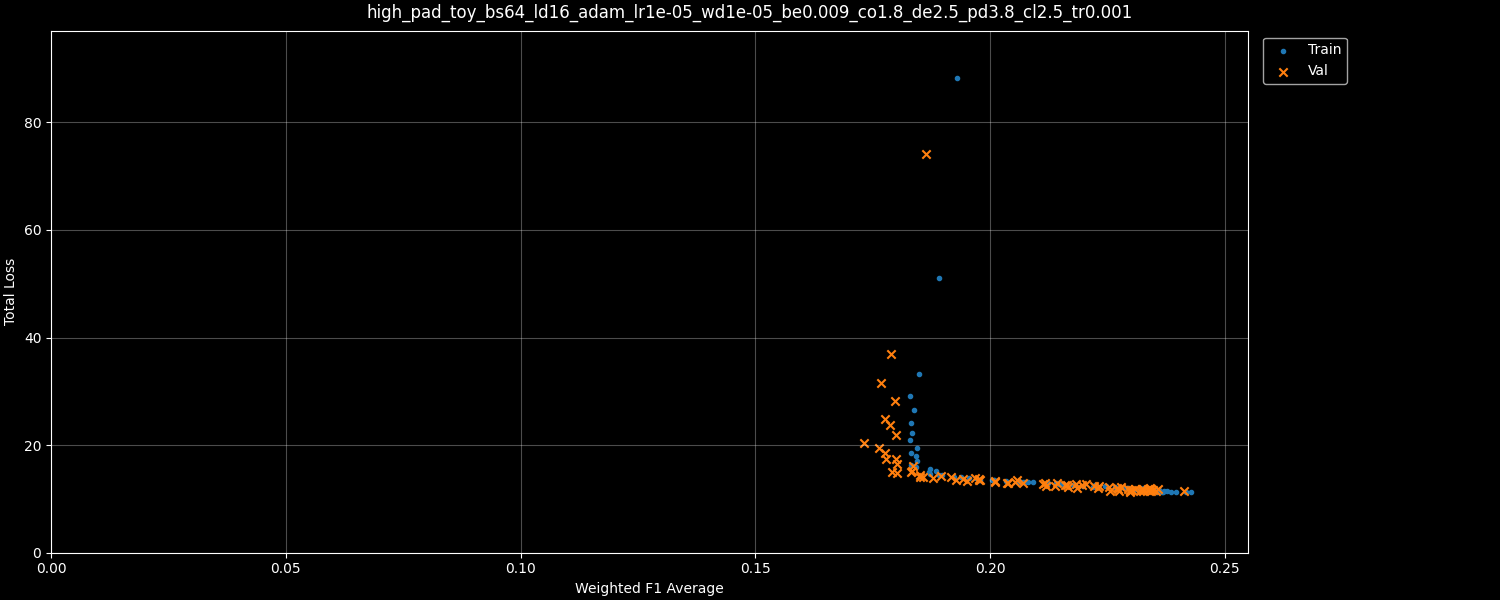 high_pad_toy_bs64_ld16_adam_lr1e-05_wd1e-05_be0.009_co1.8_de2.5_pd3.8_cl2.5_tr0.001
Train
Val
Total Loss
80
60
40
20
0
0.00 0.05 0.10 0.15 0.20 0.25
Weighted F1 Average